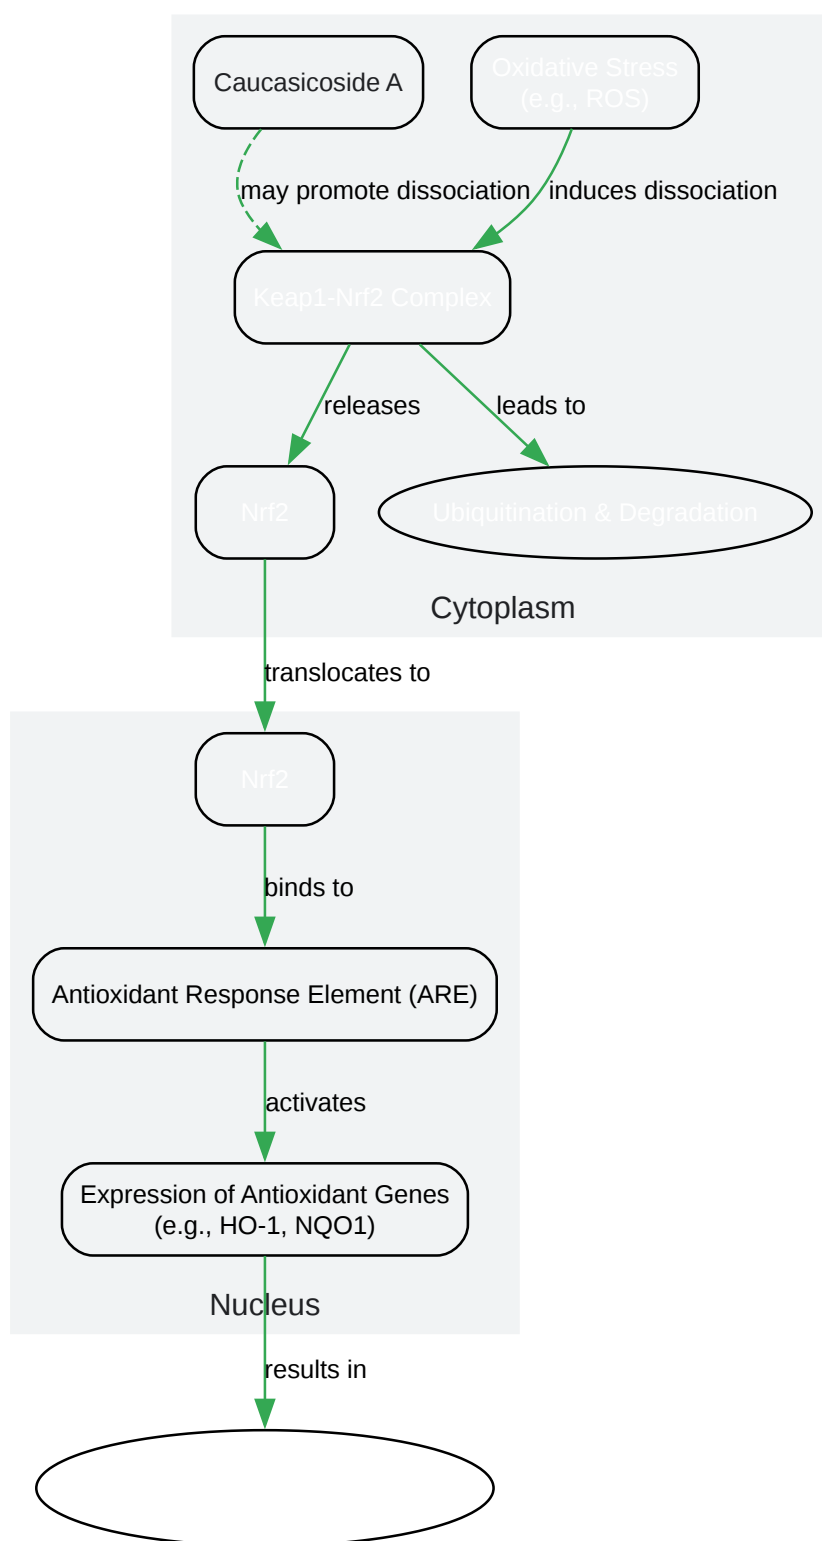 Caucasicoside A
Oxidative Stress
(e.g., ROS)
may promote dissociation
induces dissociation
Keap1-Nrf2 Complex
releases
leads to
Nrf2
Ubiquitination & Degradation
Cytoplasm
translocates to
Nrf2
binds to
Antioxidant Response Element (ARE)
activates
Expression of Antioxidant Genes
(e.g., HO-1, NQO1)
Nucleus
results in